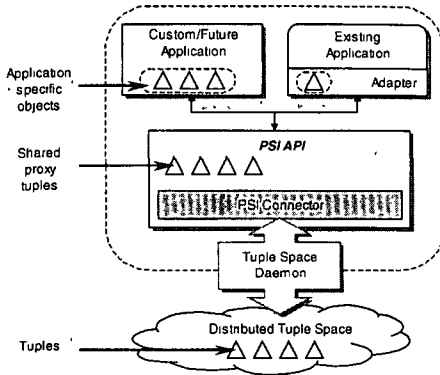 Custom/Future
Application
Existing
Application
Adapter
Application
specific
objects
PSI API
Shared
proxy
tuples
PSI Connector
Tuple Space
Daemon
Distributed Tuple Space
Tuples